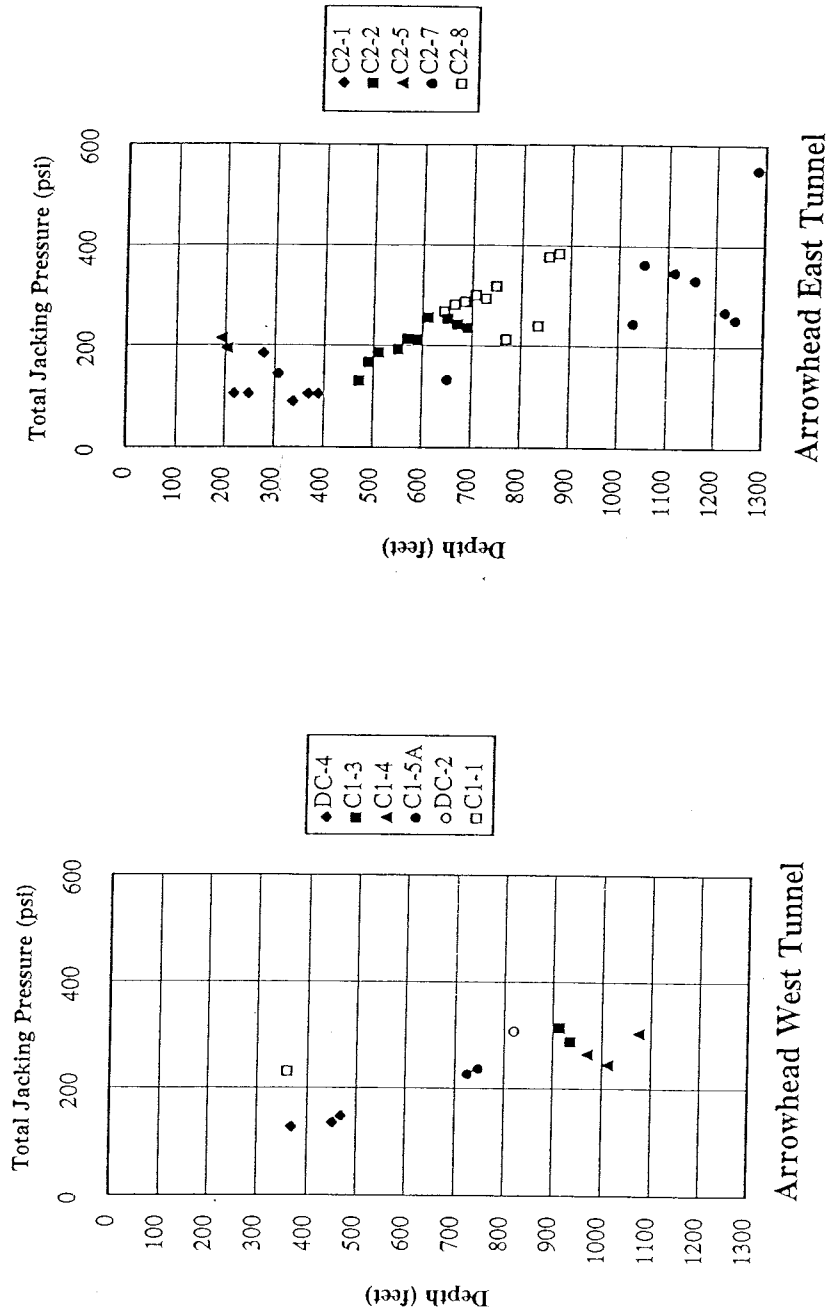 Total Jacking Pressure (psi)
0
200
400
600
0
100
200
300
400
500
600
700
800
900
1000
1100
1200
1300
Depth (feet)
C2-1
C2-2
C2-5
C2-7
C2-8
Arrowhead East Tunnel
Total Jacking Pressure (psi)
0
200
400
600
0
100
200
300
400
500
600
700
800
900
1000
1100
1200
1300
Depth (feet)
DC-4
C1-3
C1-4
C1-5A
DC-2
C1-1
Arrowhead West Tunnel